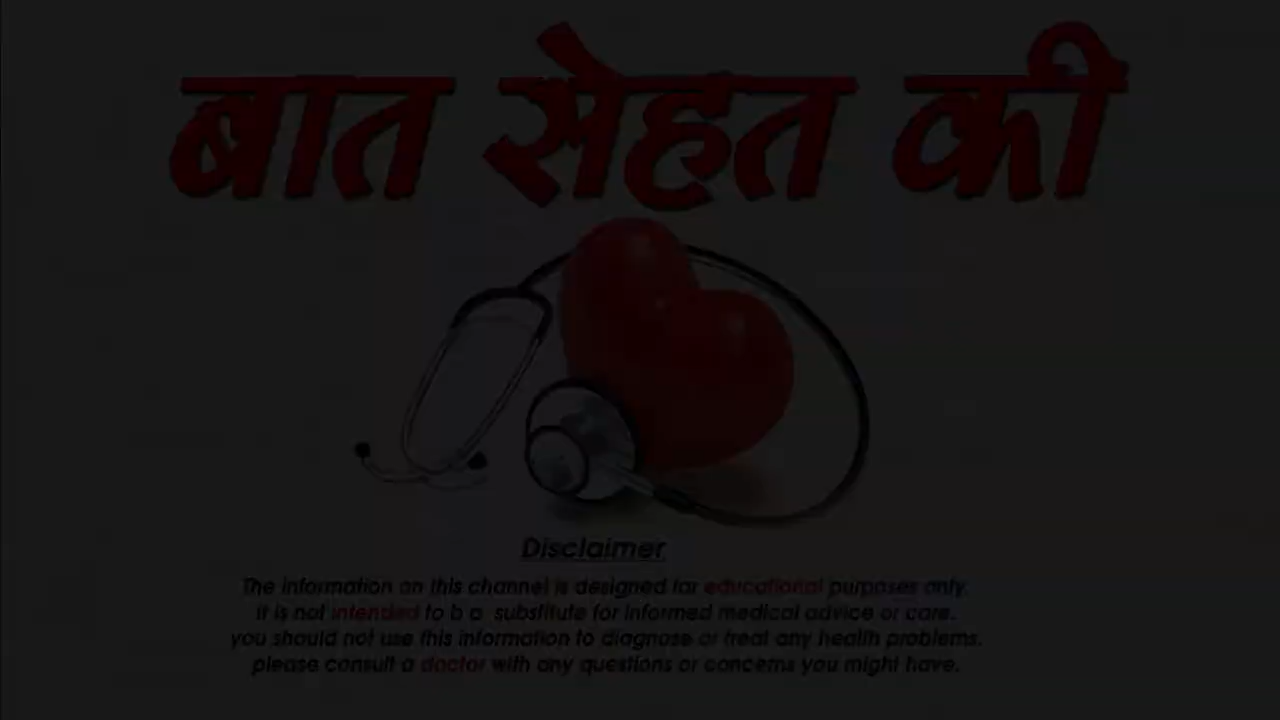 बात सेहत की
Disclaimer
The information on this channel is designed for educational purposes only.
it is not intended to b a substitute for informed medical advice or care.
you should not use this information to diagnose or treat any health problems.
please consult a doctor with any questions or concerns you might have.